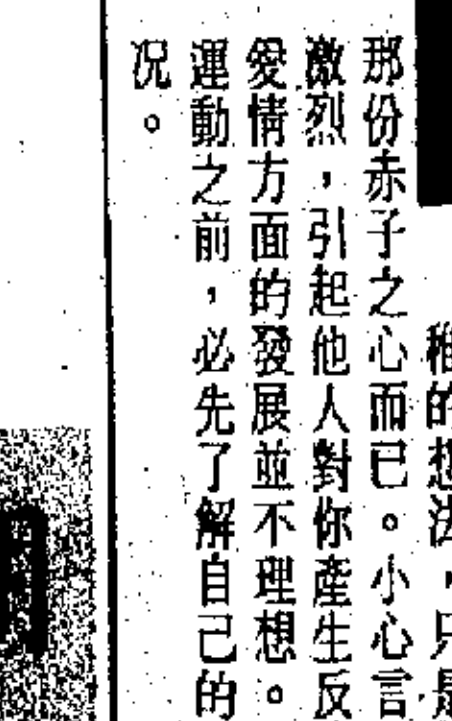 的想法，只是
那份赤子之心而已。小心言
激烈，引起他人對你產生反
愛情方面的發展並不理想。
運動之前，必先了解自己的
況。